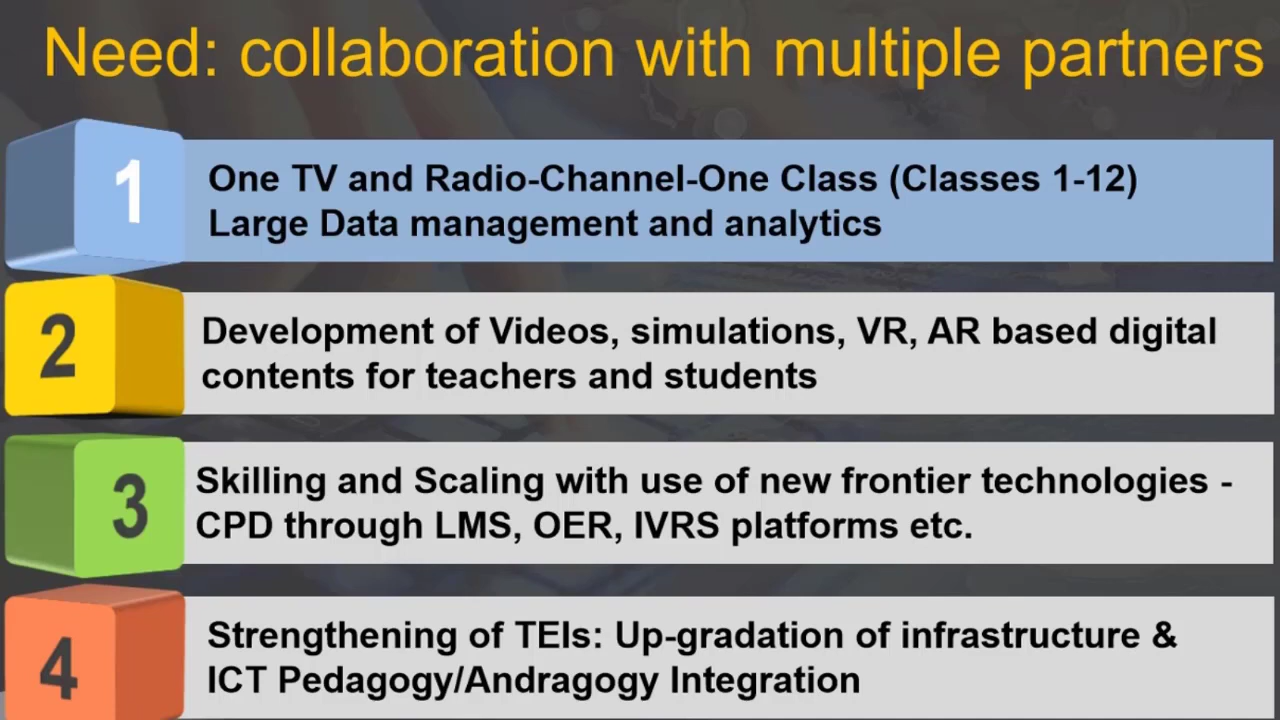 Need: collaboration with multiple partners
1
One TV and Radio-Channel-One Class (Classes 1-12)
Large Data management and analytics
2
Development of Videos, simulations, VR, AR based digital
contents for teachers and students
3
Skilling and Scaling with use of new frontier technologies -
CPD through LMS, OER, IVRS platforms etc.
4
Strengthening of TEIs: Up-gradation of infrastructure &
ICT Pedagogy/Andragogy Integration